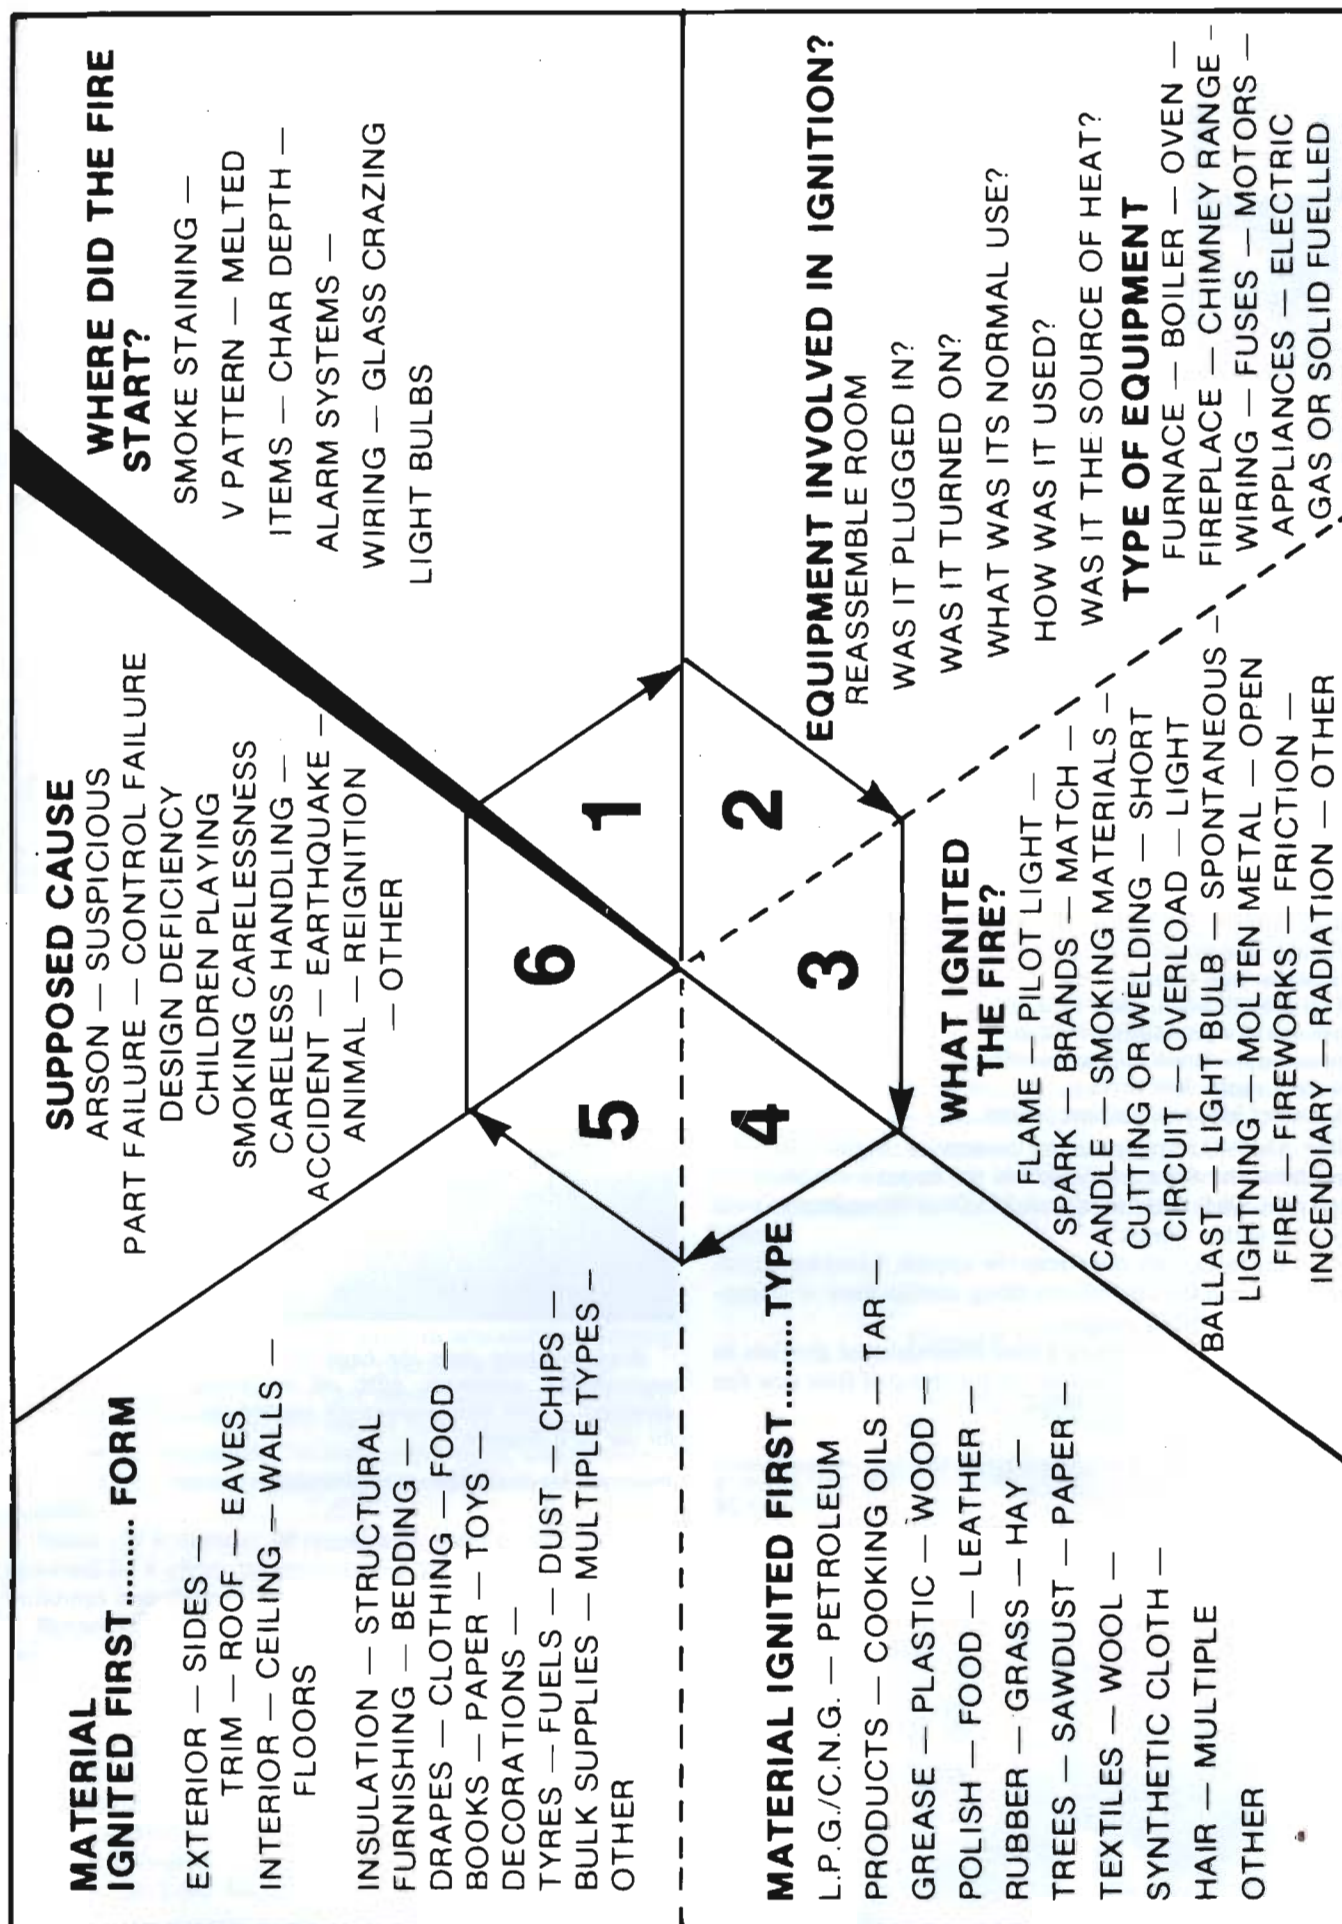 WHERE DID THE FIRE
START?
SMOKE STAINING —
V PATTERN — MELTED
ITEMS — CHAR DEPTH —
ALARM SYSTEMS —
WIRING — GLASS CRAZING
LIGHT BULBS
1
EQUIPMENT INVOLVED IN IGNITION?
REASSEMBLE ROOM
WAS IT PLUGGED IN?
WAS IT TURNED ON?
WHAT WAS ITS NORMAL USE?
HOW WAS IT USED?
WAS IT THE SOURCE OF HEAT?
TYPE OF EQUIPMENT
FURNACE — BOILER — OVEN —
FIREPLACE — CHIMNEY RANGE —
WIRING — FUSES — MOTORS —
APPLIANCES — ELECTRIC
GAS OR SOLID FUELLED
2
WHAT IGNITED
THE FIRE?
FLAME — PILOT LIGHT —
SPARK — BRANDS — MATCH —
CANDLE — SMOKING MATERIALS —
CUTTING OR WELDING — SHORT
CIRCUIT — OVERLOAD — LIGHT
BALLAST — LIGHT BULB — SPONTANEOUS —
LIGHTNING — MOLTEN METAL — OPEN
FIRE — FIREWORKS — FRICTION —
INCENDIARY — RADIATION — OTHER
3
MATERIAL IGNITED FIRST ........ TYPE
L.P.G./C.N.G. — PETROLEUM
PRODUCTS — COOKING OILS — TAR —
GREASE — PLASTIC — WOOD —
POLISH — FOOD — LEATHER —
RUBBER — GRASS — HAY —
TREES — SAWDUST — PAPER —
TEXTILES — WOOL —
SYNTHETIC CLOTH —
HAIR — MULTIPLE
OTHER
4
MATERIAL
IGNITED FIRST ........ FORM
EXTERIOR — SIDES —
TRIM — ROOF — EAVES
INTERIOR — CEILING — WALLS —
FLOORS
INSULATION — STRUCTURAL
FURNISHING — BEDDING —
DRAPES — CLOTHING — FOOD —
BOOKS — PAPER — TOYS —
DECORATIONS —
TYRES — FUELS — DUST — CHIPS —
BULK SUPPLIES — MULTIPLE TYPES —
OTHER
5
SUPPOSED CAUSE
ARSON — SUSPICIOUS
PART FAILURE — CONTROL FAILURE
DESIGN DEFICIENCY
CHILDREN PLAYING
SMOKING CARELESSNESS
CARELESS HANDLING —
ACCIDENT — EARTHQUAKE —
ANIMAL — REIGNITION
— OTHER
6